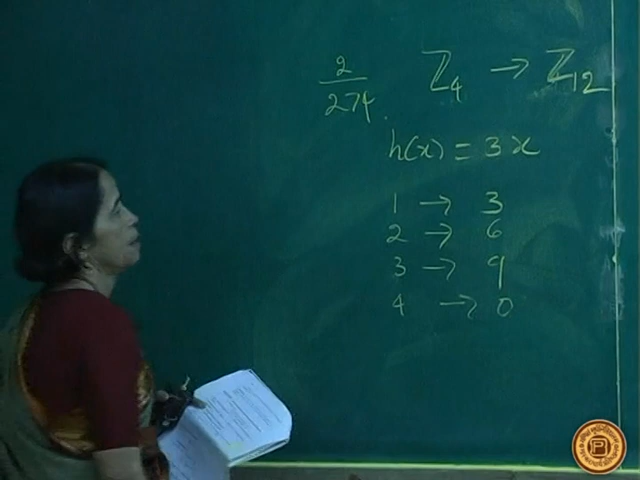 2/274.
ℤ₄ → ℤ₁₂
h(x) = 3x
1 → 3
2 → 6
3 → 9
4 → 0